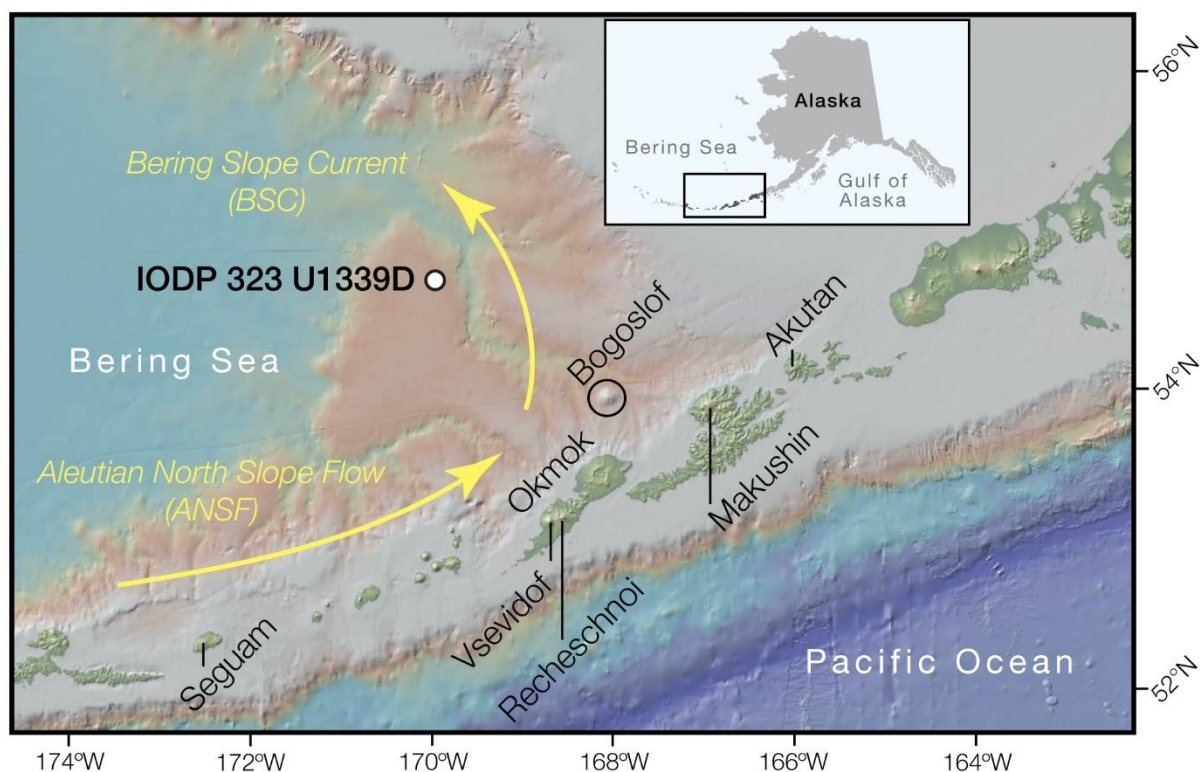 56°N
Alaska
Bering Sea
Gulf of
Alaska
Bering Slope Current
(BSC)
IODP 323 U1339D
Bering Sea
Bogoslof
Akutan
54°N
Aleutian North Slope Flow
(ANSF)
Okmok
Makushin
Vsevidof
Recheschnoi
Seguam
Pacific Ocean
52°N
174°W
172°W
170°W
168°W
166°W
164°W